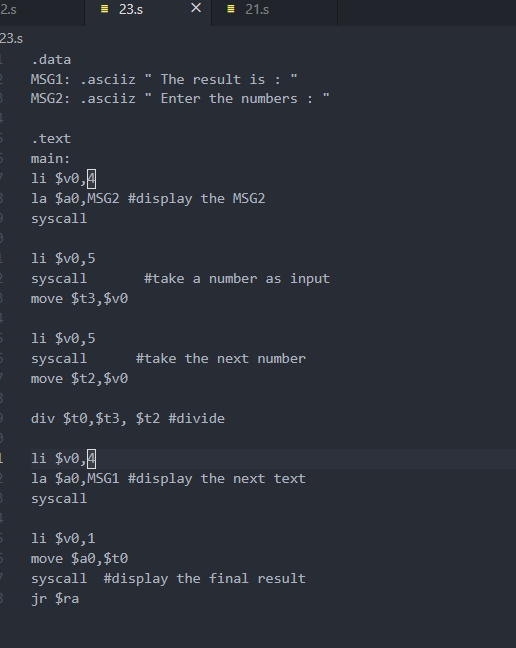 2.s 23.s × 21.s
23.s
.data
MSG1: .asciiz " The result is : "
MSG2: .asciiz " Enter the numbers : "
.text
main:
li $v0,4
la $a0,MSG2 #display the MSG2
syscall
li $v0,5
syscall #take a number as input
move $t3,$v0
li $v0,5
syscall #take the next number
move $t2,$v0
div $t0,$t3, $t2 #divide
li $v0,4
la $a0,MSG1 #display the next text
syscall
li $v0,1
move $a0,$t0
syscall #display the final result
jr $ra